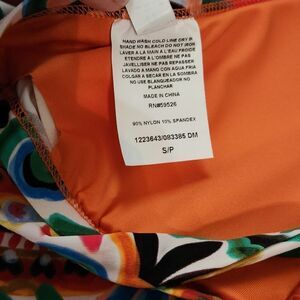 HAND WASH COLD LINE DRY IN
SHADE NO BLEACH DO NOT IRON
LAVER A LA MAIN A L'EAU FROIDE
ÉTENDRE A L'OMBRE NE PAS
JAVELLISER NE PAS REPASSER
LAVADO A MANO CON AGUA FRIA
COLGAR A SECAR EN LA SOMBRA
NO USE BLANQUEADOR NO
PLANCHAR
MADE IN CHINA
RN#59526
90% NYLON 10% SPANDEX
1223643/083385 DM
S/P